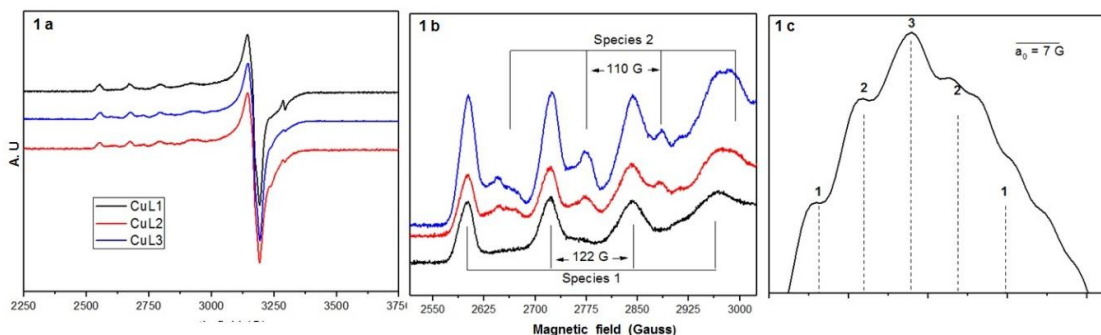 1 a
A. U
CuL1
CuL2
CuL3
2250
2500
2750
3000
3250
3500
3750
1 b
Species 2
110 G
122 G
Species 1
2550
2625
2700
2775
2850
2925
3000
Magnetic field (Gauss)
1 c
a₀ = 7 G
1
2
3
2
1